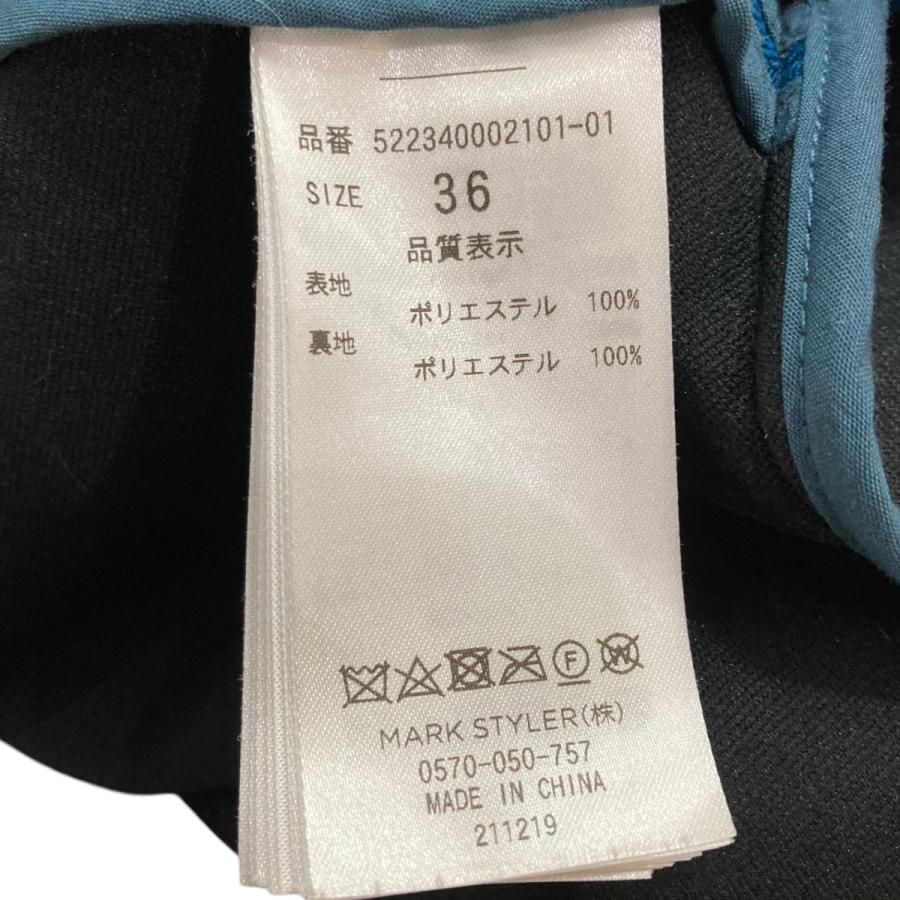 品番 522340002101-01
SIZE 36
品質表示
表地
ポリエステル 100%
裏地
ポリエステル 100%
F W
MARK STYLER(株)
0570-050-757
MADE IN CHINA
211219